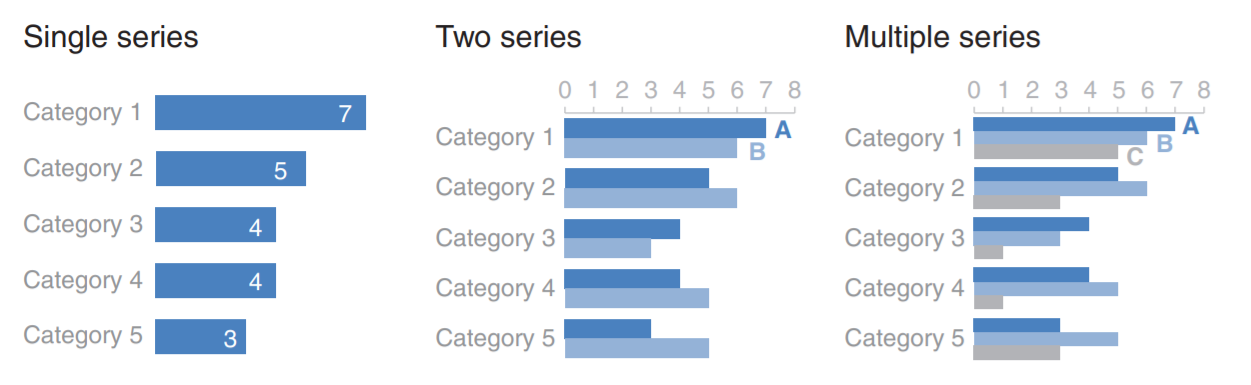 Single series
Category 1
7
Category 2
5
Category 3
4
Category 4
4
Category 5
3
Two series
0 1 2 3 4 5 6 7 8
Category 1
A
B
Category 2
Category 3
Category 4
Category 5
Multiple series
0 1 2 3 4 5 6 7 8
Category 1
A
B
C
Category 2
Category 3
Category 4
Category 5